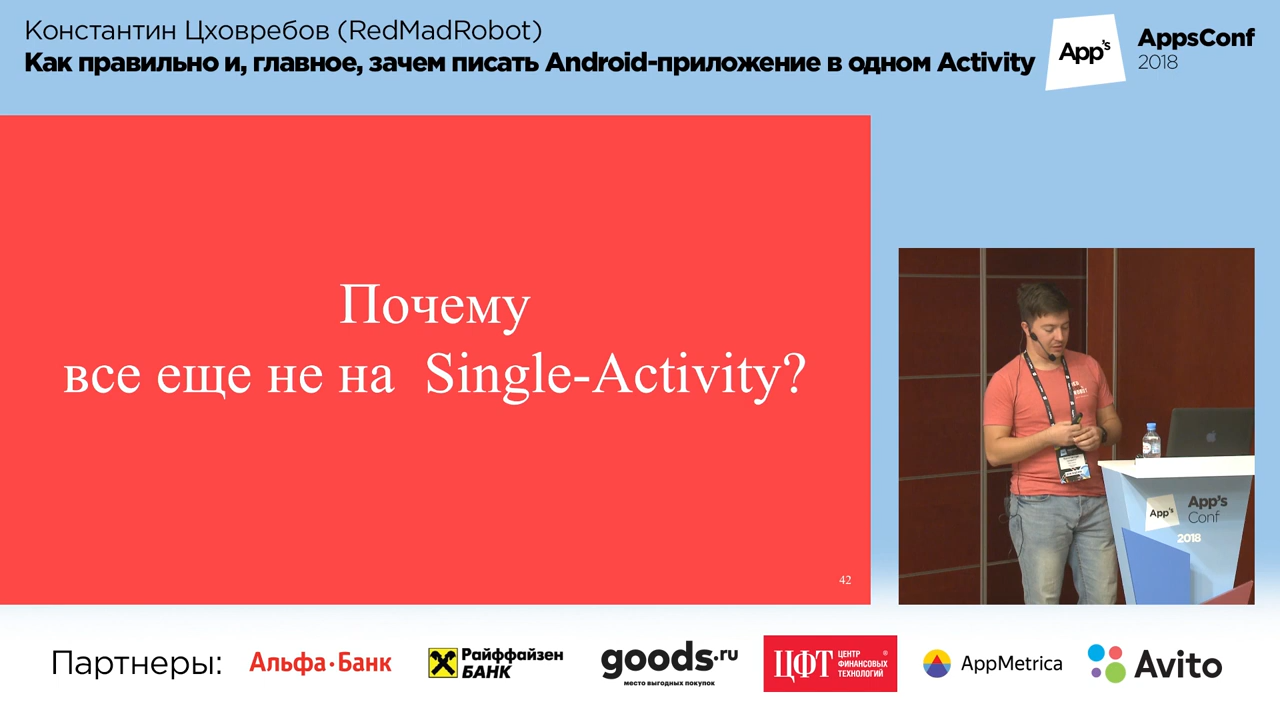 Константин Цховребов (RedMadRobot)
Как правильно и, главное, зачем писать Android-приложение в одном Activity
App's
AppsConf
2018
Почему
все еще не на Single-Activity?
42
App's
App's
Conf
2018
Партнеры:
Альфа·Банк
Райффайзен
БАНК
goods.ru
место выгодных покупок
ЦФТ
ЦЕНТР
ФИНАНСОВЫХ
ТЕХНОЛОГИЙ
®
AppMetrica
Avito